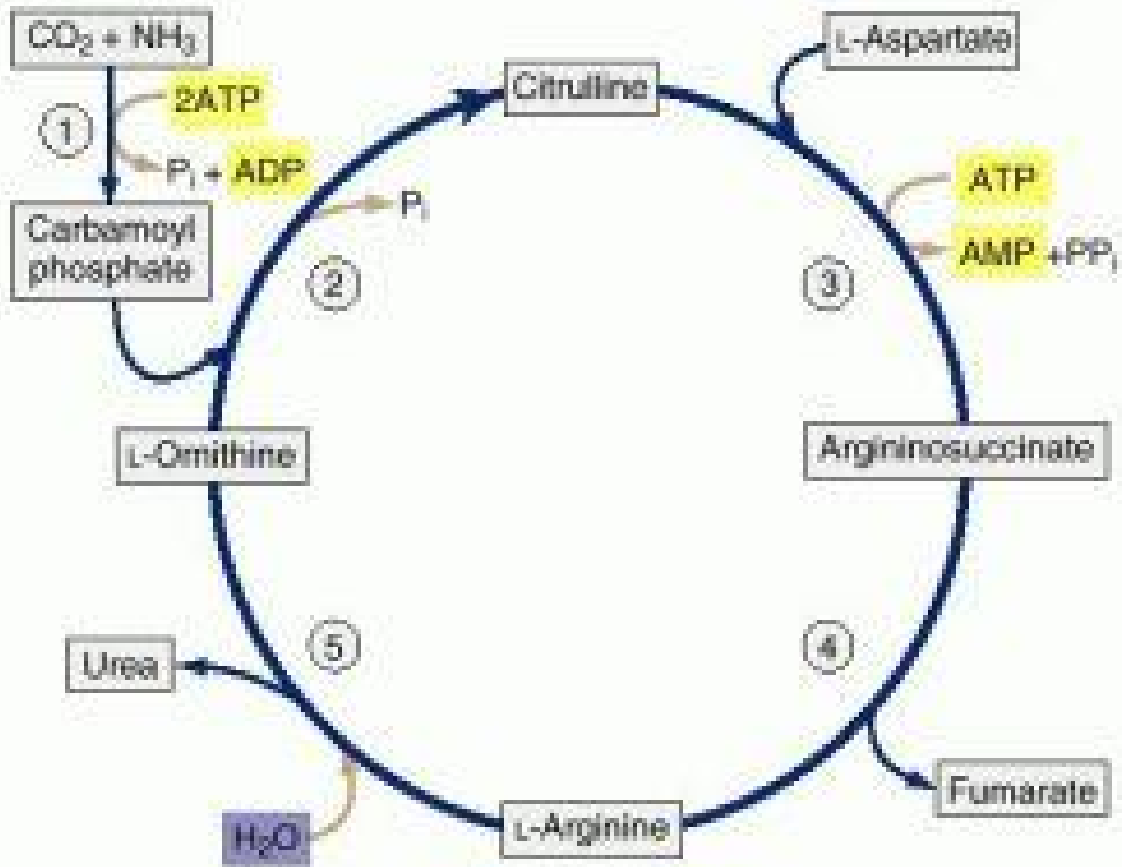 CO₂ + NH₃
L-Aspartate
Citrulline
2ATP
1
Pᵢ + ADP
ATP
Pᵢ
Carbamoyl
phosphate
AMP +PPᵢ
2
3
L-Ornithine
Argininosuccinate
5
4
Urea
Fumarate
L-Arginine
H₂O